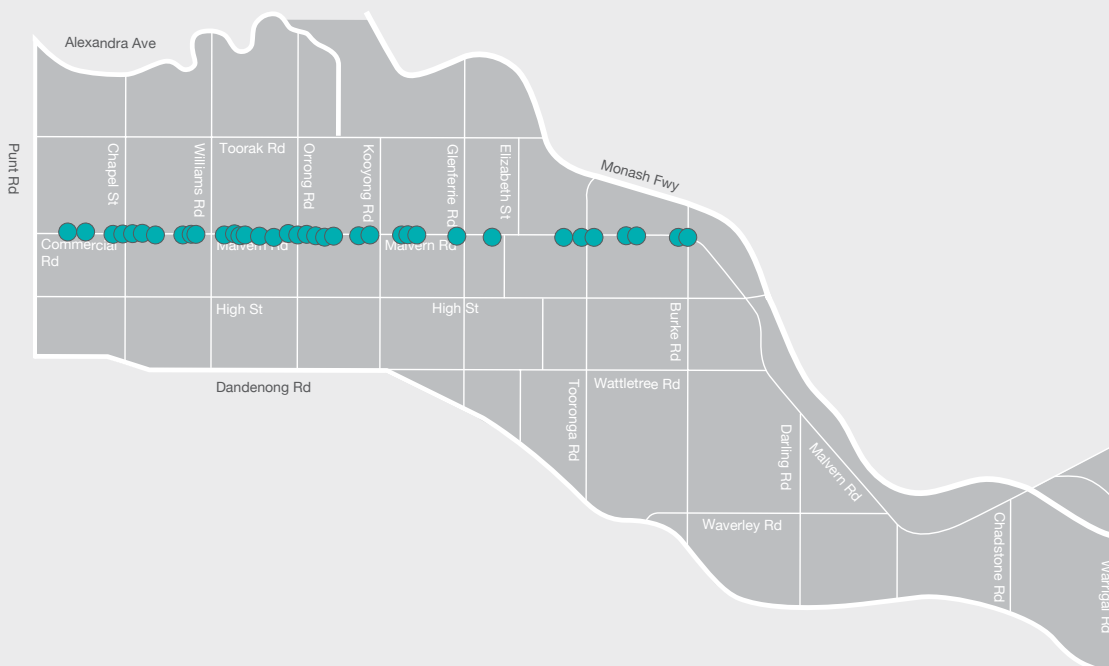 Alexandra Ave
Punt Rd
Chapel St
Williams Rd
Toorak Rd
Orrong Rd
Kooyong Rd
Glenferrie Rd
Elizabeth St
Monash Fwy
Commercial
Rd
Malvern Rd
Malvern Rd
High St
High St
Burke Rd
Dandenong Rd
Tooronga Rd
Wattletree Rd
Darling Rd
Malvern Rd
Waverley Rd
Chadstone Rd
Warrigal Rd